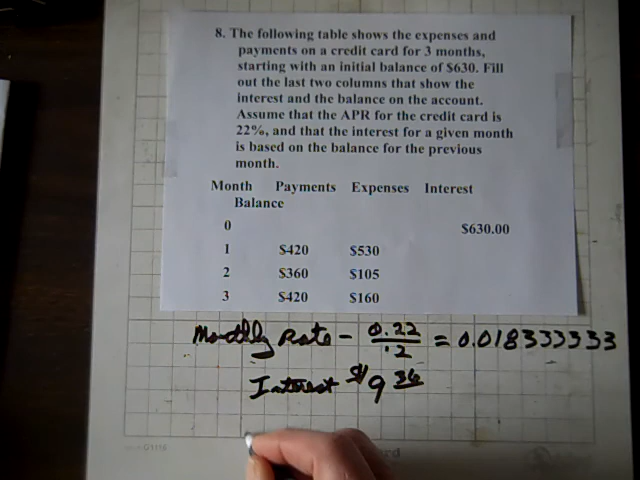 8. The following table shows the expenses and
payments on a credit card for 3 months,
starting with an initial balance of $630. Fill
out the last two columns that show the
interest and the balance on the account.
Assume that the APR for the credit card is
22%, and that the interest for a given month
is based on the balance for the previous
month.
Month Payments Expenses Interest
Balance
0 $630.00
1 $420 $530
2 $360 $105
3 $420 $160
Monthly Rate - 0.22/12 = 0.018333333
Interest $9 36